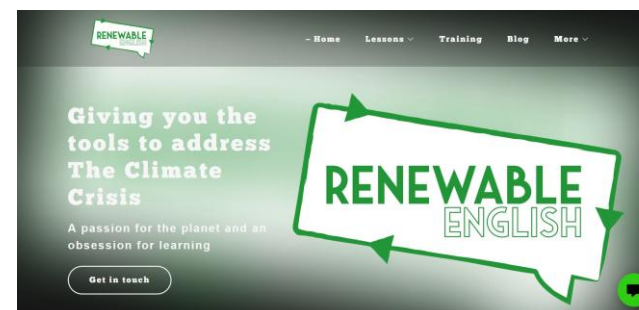 RENEWABLE
ENGLISH
– Home Lessons Training Blog More
Giving you the
tools to address
The Climate
Crisis
A passion for the planet and an
obsession for learning
Get in touch
RENEWABLE
ENGLISH